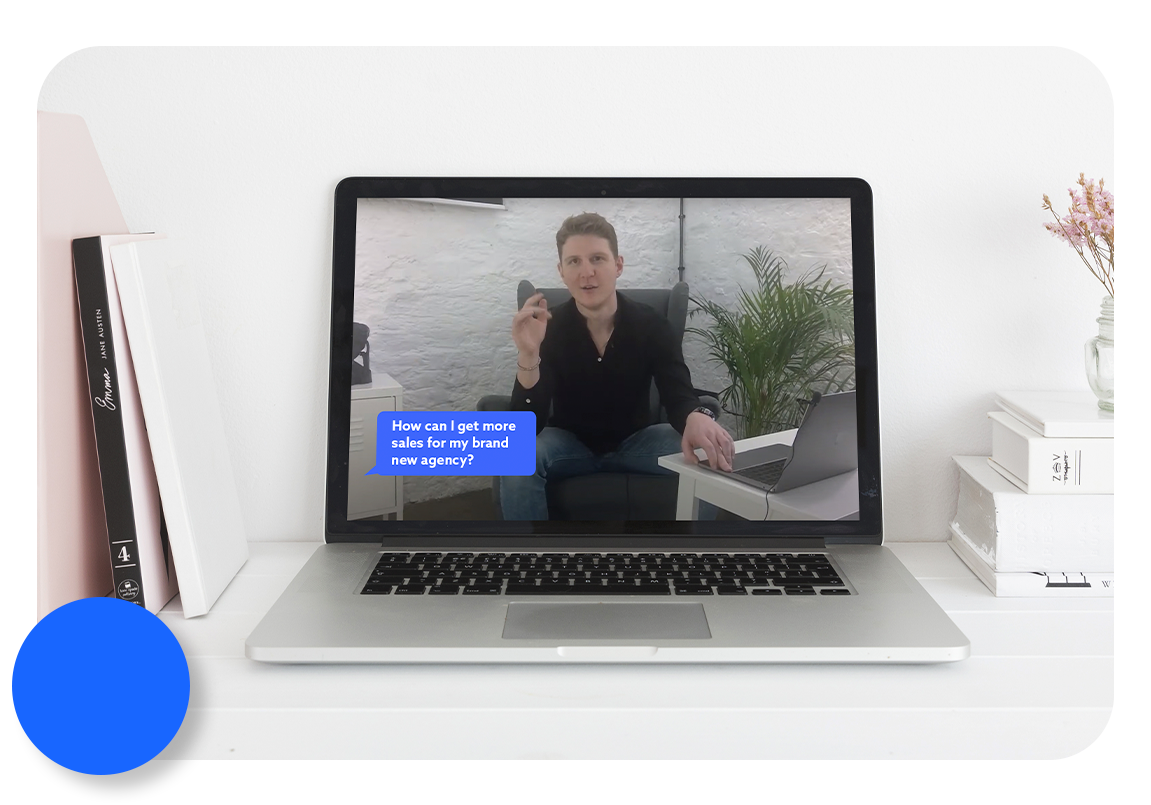 Emma JANE AUSTEN
4
How can I get more
sales for my brand
new agency?
W